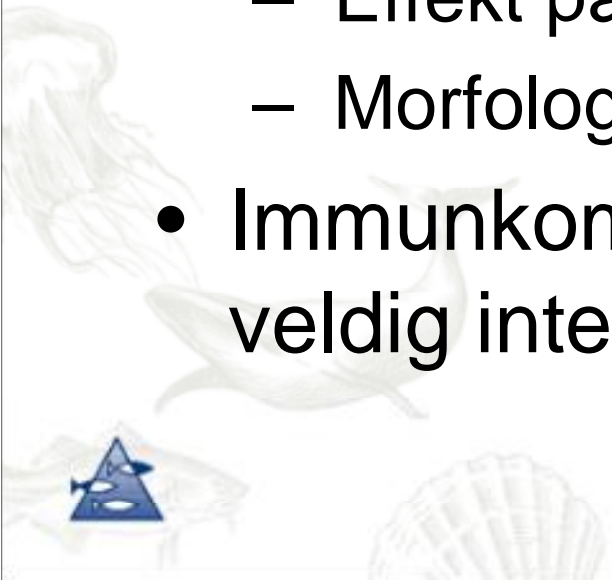 – Effekt på
– Morfolog
• Immunkom
veldig inte